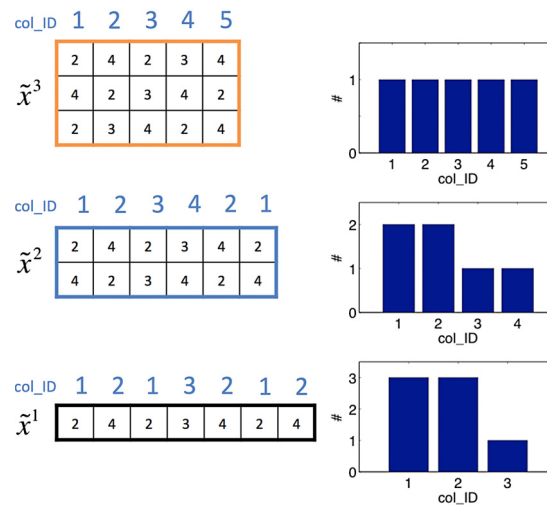 col_ID 1 2 3 4 5
x̃³
2 4 2 3 4
4 2 3 4 2
2 3 4 2 4
#
1
0
1 2 3 4 5
col_ID
col_ID 1 2 3 4 2 1
x̃²
2 4 2 3 4 2
4 2 3 4 2 4
#
2
1
0
1 2 3 4
col_ID
col_ID 1 2 1 3 2 1 2
x̃¹
2 4 2 3 4 2 4
#
3
2
1
0
1 2 3
col_ID